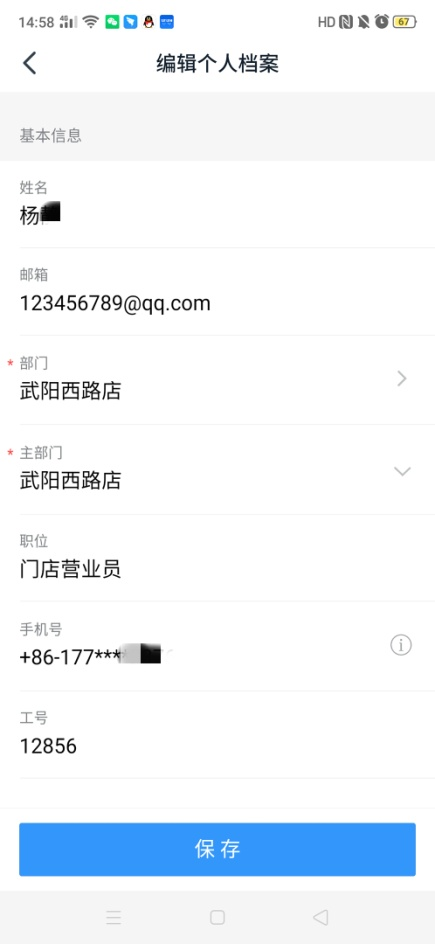 14:58
HD
67
编辑个人档案
基本信息
姓名
杨
邮箱
123456789@qq.com
* 部门
武阳西路店
* 主部门
武阳西路店
职位
门店营业员
手机号
+86-177***
工号
12856
保存